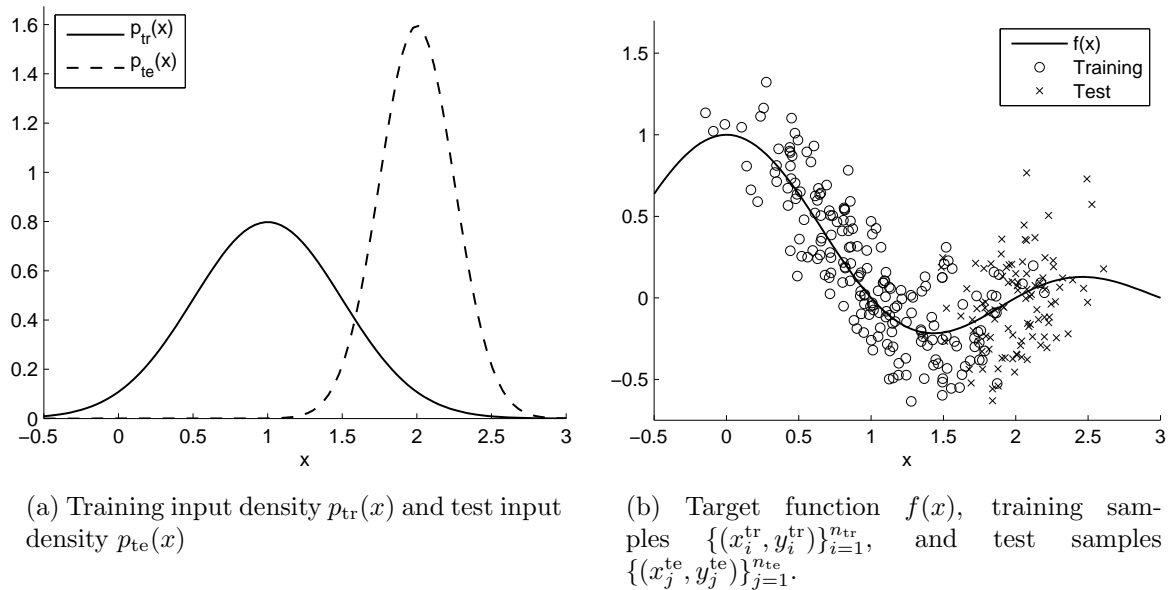 1.6
1.4
1.2
1
0.8
0.6
0.4
0.2
0
−0.5 0 0.5 1 1.5 2 2.5 3
x
p_tr(x)
p_te(x)
(a) Training input density p_tr(x) and test input
density p_te(x)
1.5
1
0.5
0
−0.5
−0.5 0 0.5 1 1.5 2 2.5 3
x
f(x)
Training
Test
(b) Target function f(x), training sam-
ples {(x_i^tr, y_i^tr)}_{i=1}^{n_tr}, and test samples
{(x_j^te, y_j^te)}_{j=1}^{n_te}.